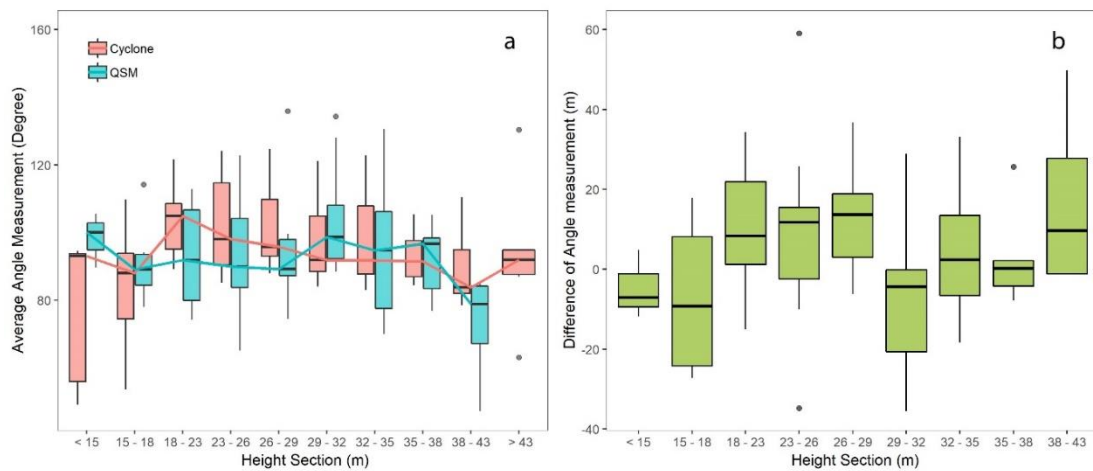 a
Average Angle Measurement (Degree)
160
120
80
Cyclone
QSM
< 15 15 - 18 18 - 23 23 - 26 26 - 29 29 - 32 32 - 35 35 - 38 38 - 43 > 43
Height Section (m)
b
Difference of Angle measurement (m)
60
40
20
0
-20
-40
< 15 15 - 18 18 - 23 23 - 26 26 - 29 29 - 32 32 - 35 35 - 38 38 - 43
Height Section (m)